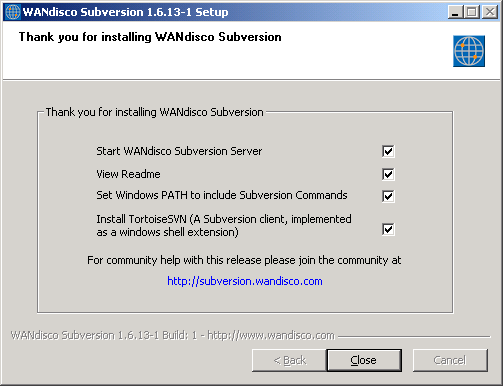 WANdisco Subversion 1.6.13-1 Setup
Thank you for installing WANdisco Subversion
Thank you for installing WANdisco Subversion
Start WANdisco Subversion Server
View Readme
Set Windows PATH to include Subversion Commands
Install TortoiseSVN (A Subversion client, implemented
as a windows shell extension)
For community help with this release please join the community at
http://subversion.wandisco.com
WANdisco Subversion 1.6.13-1 Build: 1 - http://www.wandisco.com
< Back
Close
Cancel